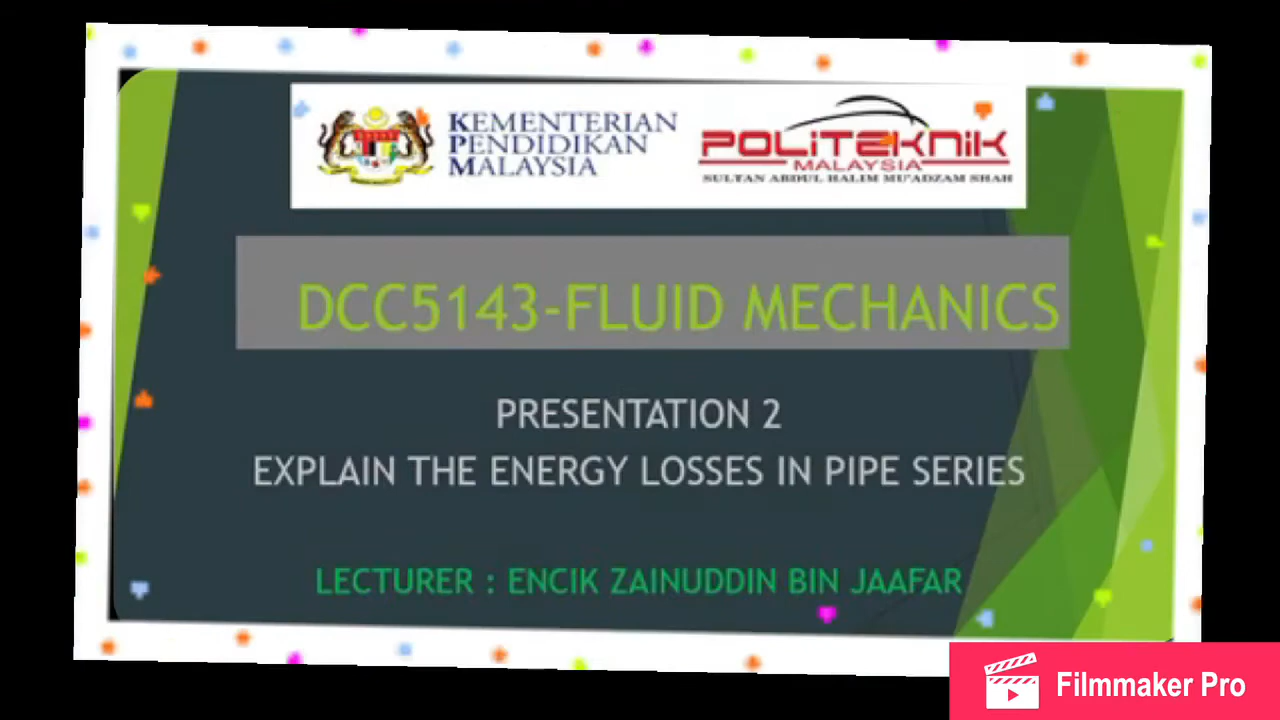 KEMENTERIAN
PENDIDIKAN
MALAYSIA
POLITEKNIK
MALAYSIA
SULTAN ABDUL HALIM MU'ADZAM SHAH
DCC5143-FLUID MECHANICS
PRESENTATION 2
EXPLAIN THE ENERGY LOSSES IN PIPE SERIES
LECTURER : ENCIK ZAINUDDIN BIN JAAFAR
Filmmaker Pro